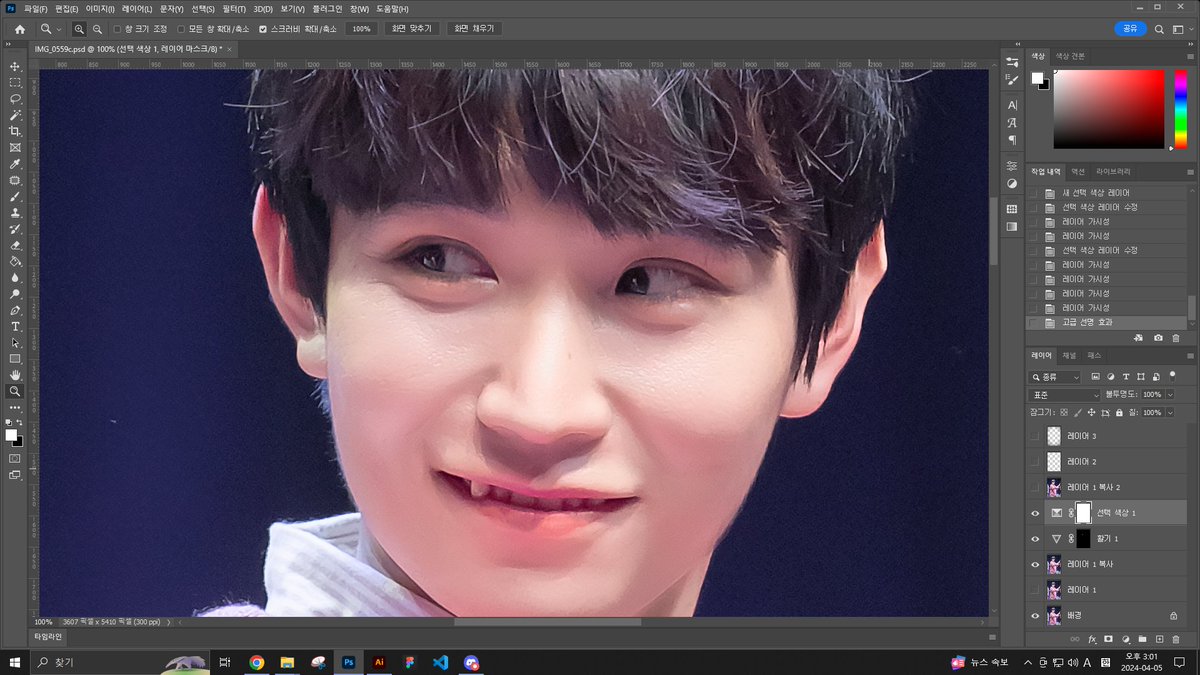 파일(F) 편집(E) 이미지(I) 레이어(L) 문자(Y) 선택(S) 필터(T) 3D(D) 보기(V) 플러그인 창(W) 도움말(H)
창 크기 조정 모든 창 확대/축소 스크러비 확대/축소 100% 화면 맞추기 화면 채우기 공유
IMG_0559c.psd @ 100% (선택 색상 1, 레이어 마스크/8) * ×
800 850 900 950 1000 1050 1100 1150 1200 1250 1300 1350 1400 1450 1500 1550 1600 1650 1700 1750 1800 1850 1900 1950 2000 2050 2100 2150 2200 2250
색상 색상 견본
작업 내역 액션 라이브러리
새 선택 색상 레이어
선택 색상 레이어 수정
레이어 가시성
레이어 가시성
선택 색상 레이어 수정
레이어 가시성
레이어 가시성
레이어 가시성
레이어 가시성
고급 선명 효과
레이어 채널 패스
종류
표준 불투명도: 100%
잠그기: 칠: 100%
레이어 3
레이어 2
레이어 1 복사 2
선택 색상 1
활기 1
레이어 1 복사
레이어 1
배경
100% 3607 픽셀 x 5410 픽셀 (300 ppi)
타임라인
찾기
Ps
Ai
뉴스 속보
A
오후 3:01
2024-04-05